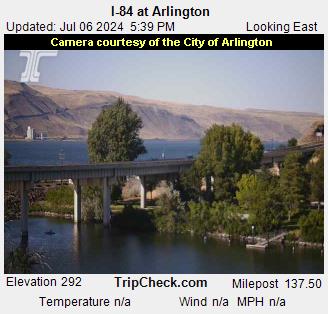 I-84 at Arlington
Updated: Jul 06 2024 5:39 PM Looking East
Camera courtesy of the City of Arlington
Elevation 292 TripCheck.com Milepost 137.50
Temperature n/a Wind n/a MPH n/a